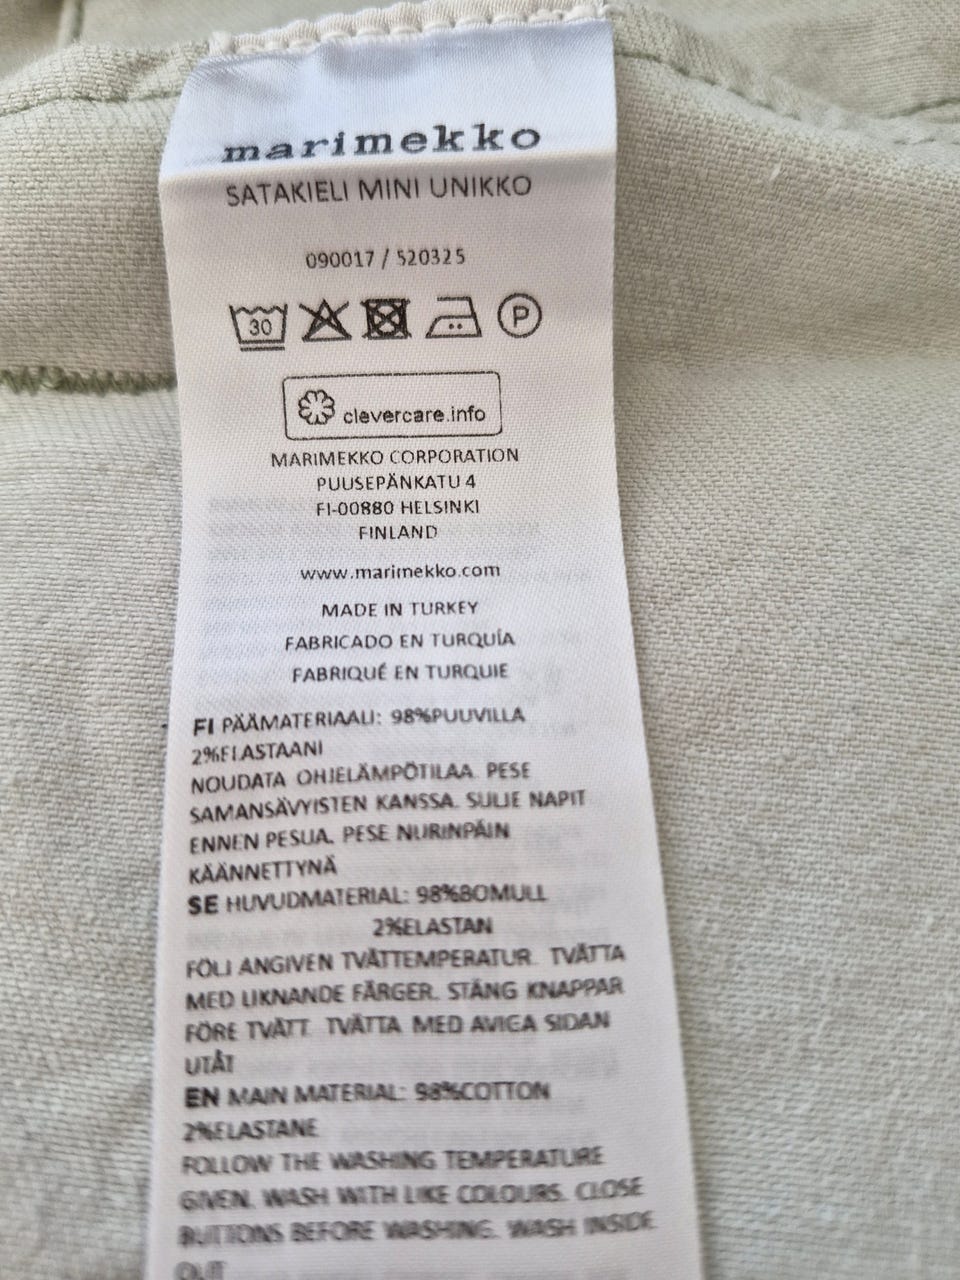 marimekko
SATAKIELI MINI UNIKKO
090017 / 520325
30 P
clevercare.info
MARIMEKKO CORPORATION
PUUSEPÄNKATU 4
FI-00880 HELSINKI
FINLAND
www.marimekko.com
MADE IN TURKEY
FABRICADO EN TURQUÍA
FABRIQUÉ EN TURQUIE
FI PÄÄMATERIAALI: 98%PUUVILLA
2%ELASTAANI
NOUDATA OHJELÄMPÖTILAA. PESE
SAMANSÄVYISTEN KANSSA. SULJE NAPIT
ENNEN PESUA. PESE NURINPÄIN
KÄÄNNETTYNÄ
SE HUVUDMATERIAL: 98%BOMULL
2%ELASTAN
FÖLJ ANGIVEN TVÄTTEMPERATUR. TVÄTTA
MED LIKNANDE FÄRGER. STÄNG KNAPPAR
FÖRE TVÄTT. TVÄTTA MED AVIGA SIDAN
UTÅT
EN MAIN MATERIAL: 98%COTTON
2%ELASTANE
FOLLOW THE WASHING TEMPERATURE
GIVEN. WASH WITH LIKE COLOURS. CLOSE
BUTTONS BEFORE WASHING. WASH INSIDE
OUT